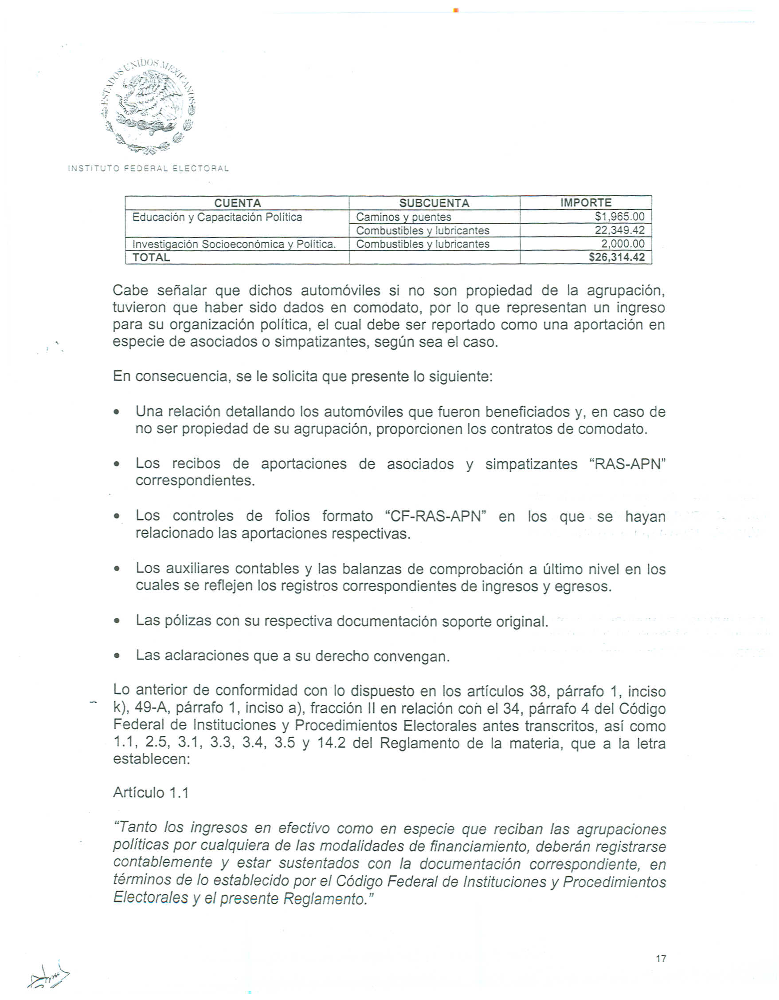 ESTADOS UNIDOS MEXICANOS
INSTITUTO FEDERAL ELECTORAL
CUENTA SUBCUENTA IMPORTE
Educación y Capacitación Política Caminos y puentes $1,965.00
Combustibles y lubricantes 22,349.42
Investigación Socioeconómica y Política. Combustibles y lubricantes 2,000.00
TOTAL $26,314.42
Cabe señalar que dichos automóviles si no son propiedad de la agrupación,
tuvieron que haber sido dados en comodato, por lo que representan un ingreso
para su organización política, el cual debe ser reportado como una aportación en
especie de asociados o simpatizantes, según sea el caso.
En consecuencia, se le solicita que presente lo siguiente:
• Una relación detallando los automóviles que fueron beneficiados y, en caso de
no ser propiedad de su agrupación, proporcionen los contratos de comodato.
• Los recibos de aportaciones de asociados y simpatizantes “RAS-APN”
correspondientes.
• Los controles de folios formato “CF-RAS-APN” en los que se hayan
relacionado las aportaciones respectivas.
• Los auxiliares contables y las balanzas de comprobación a último nivel en los
cuales se reflejen los registros correspondientes de ingresos y egresos.
• Las pólizas con su respectiva documentación soporte original.
• Las aclaraciones que a su derecho convengan.
Lo anterior de conformidad con lo dispuesto en los artículos 38, párrafo 1, inciso
k), 49-A, párrafo 1, inciso a), fracción II en relación con el 34, párrafo 4 del Código
Federal de Instituciones y Procedimientos Electorales antes transcritos, así como
1.1, 2.5, 3.1, 3.3, 3.4, 3.5 y 14.2 del Reglamento de la materia, que a la letra
establecen:
Artículo 1.1
“Tanto los ingresos en efectivo como en especie que reciban las agrupaciones
políticas por cualquiera de las modalidades de financiamiento, deberán registrarse
contablemente y estar sustentados con la documentación correspondiente, en
términos de lo establecido por el Código Federal de Instituciones y Procedimientos
Electorales y el presente Reglamento.”
17